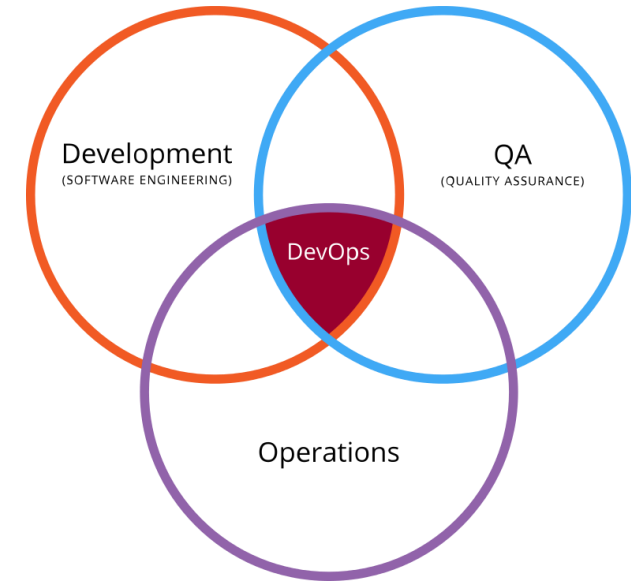 Development
(SOFTWARE ENGINEERING)
QA
(QUALITY ASSURANCE)
DevOps
Operations